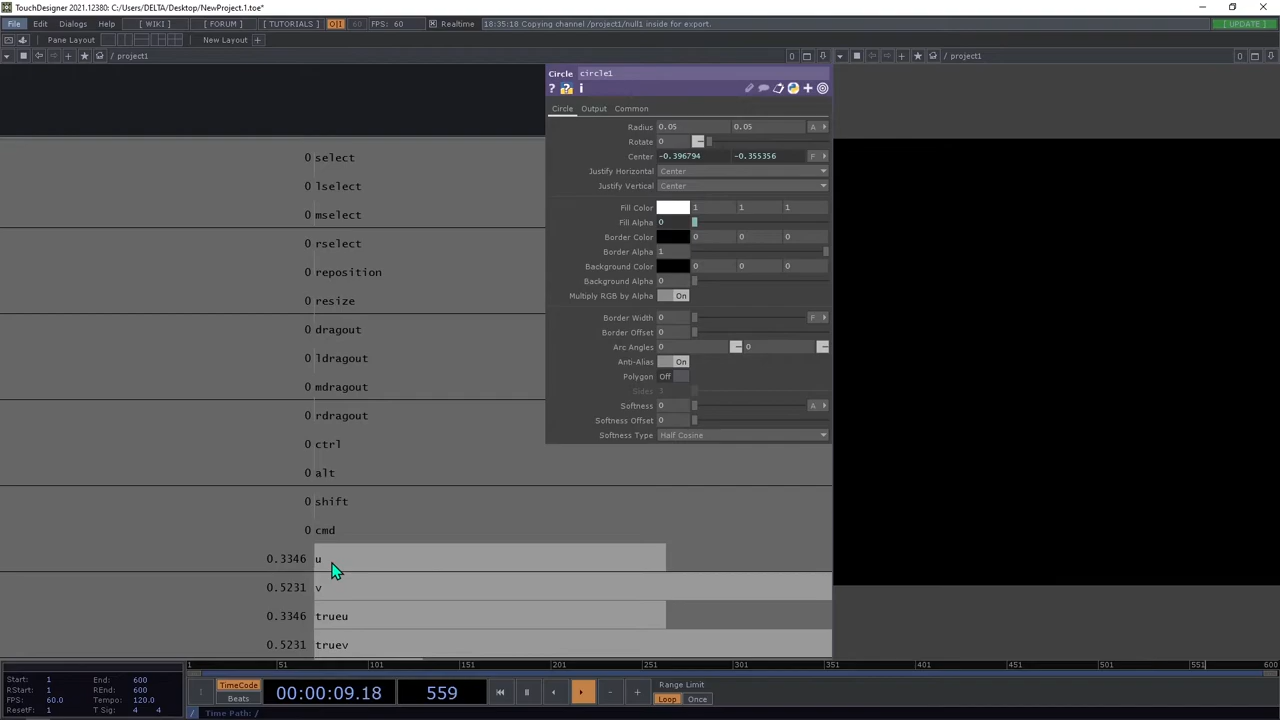 TouchDesigner 2021.12380: C:/Users/DELTA/Desktop/NewProject.1.toe*
File Edit Dialogs Help [ WIKI ] [ FORUM ] [ TUTORIALS ] O|I 60 FPS: 60 Realtime 18:35:18 Copying channel /project1/null1 inside for export. [ UPDATE ]
Pane Layout New Layout +
/project1 0 /project1 0
Circle circle1
? ? i
Circle Output Common
Radius 0.05 0.05 A
Rotate 0
Center -0.396794 -0.355356 F
Justify Horizontal Center
Justify Vertical Center
Fill Color 1 1 1
Fill Alpha 0
Border Color 0 0 0
Border Alpha 1
Background Color 0 0 0
Background Alpha 0
Multiply RGB by Alpha On
Border Width 0 F
Border Offset 0
Arc Angles 0 0
Anti-Alias On
Polygon Off
Sides 3
Softness 0 A
Softness Offset 0
Softness Type Half Cosine
0 select
0 lselect
0 mselect
0 rselect
0 reposition
0 resize
0 dragout
0 ldragout
0 mdragout
0 rdragout
0 ctrl
0 alt
0 shift
0 cmd
0.3346 u
0.5231 v
0.3346 trueu
0.5231 truev
1 51 101 151 201 251 301 351 401 451 501 551 600
Start: 1 End: 600
RStart: 1 REnd: 600
FPS: 60.0 Tempo: 120.0
ResetF: 1 T Sig: 4 4
TimeCode
Beats
00:00:09.18 559
Range Limit
Loop Once
/ Time Path: /